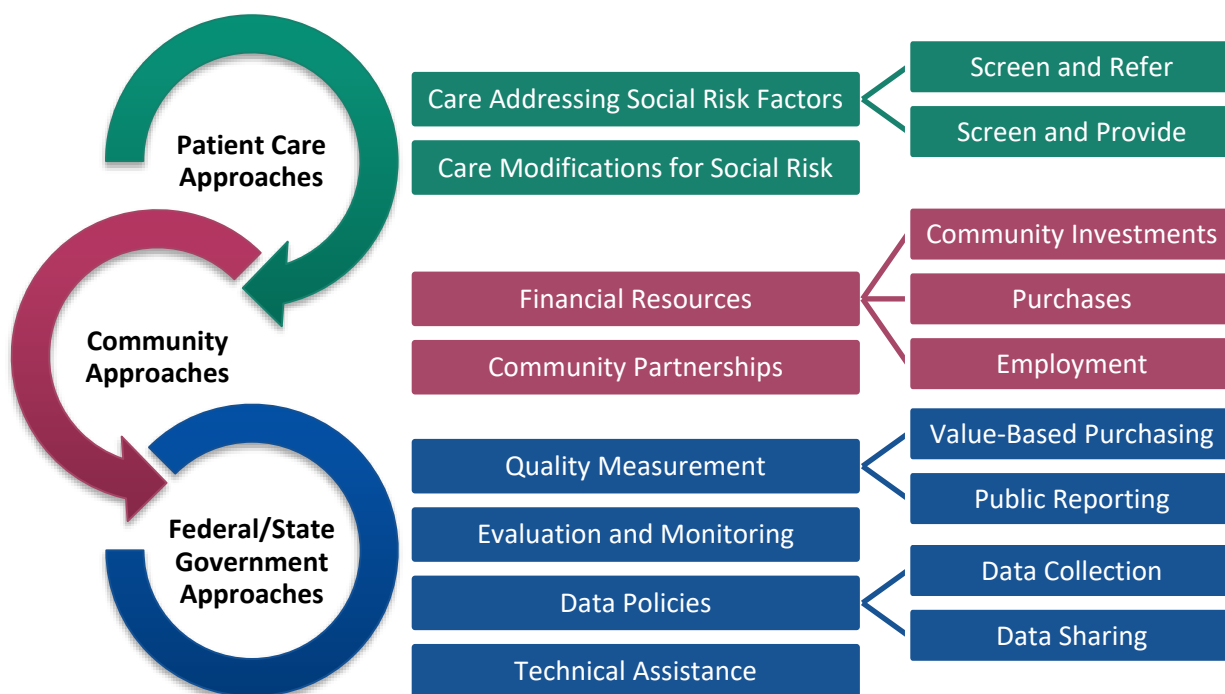 Patient Care
Approaches
Care Addressing Social Risk Factors
Screen and Refer
Screen and Provide
Care Modifications for Social Risk
Community
Approaches
Financial Resources
Community Investments
Purchases
Employment
Community Partnerships
Federal/State
Government
Approaches
Quality Measurement
Value-Based Purchasing
Public Reporting
Evaluation and Monitoring
Data Policies
Data Collection
Data Sharing
Technical Assistance